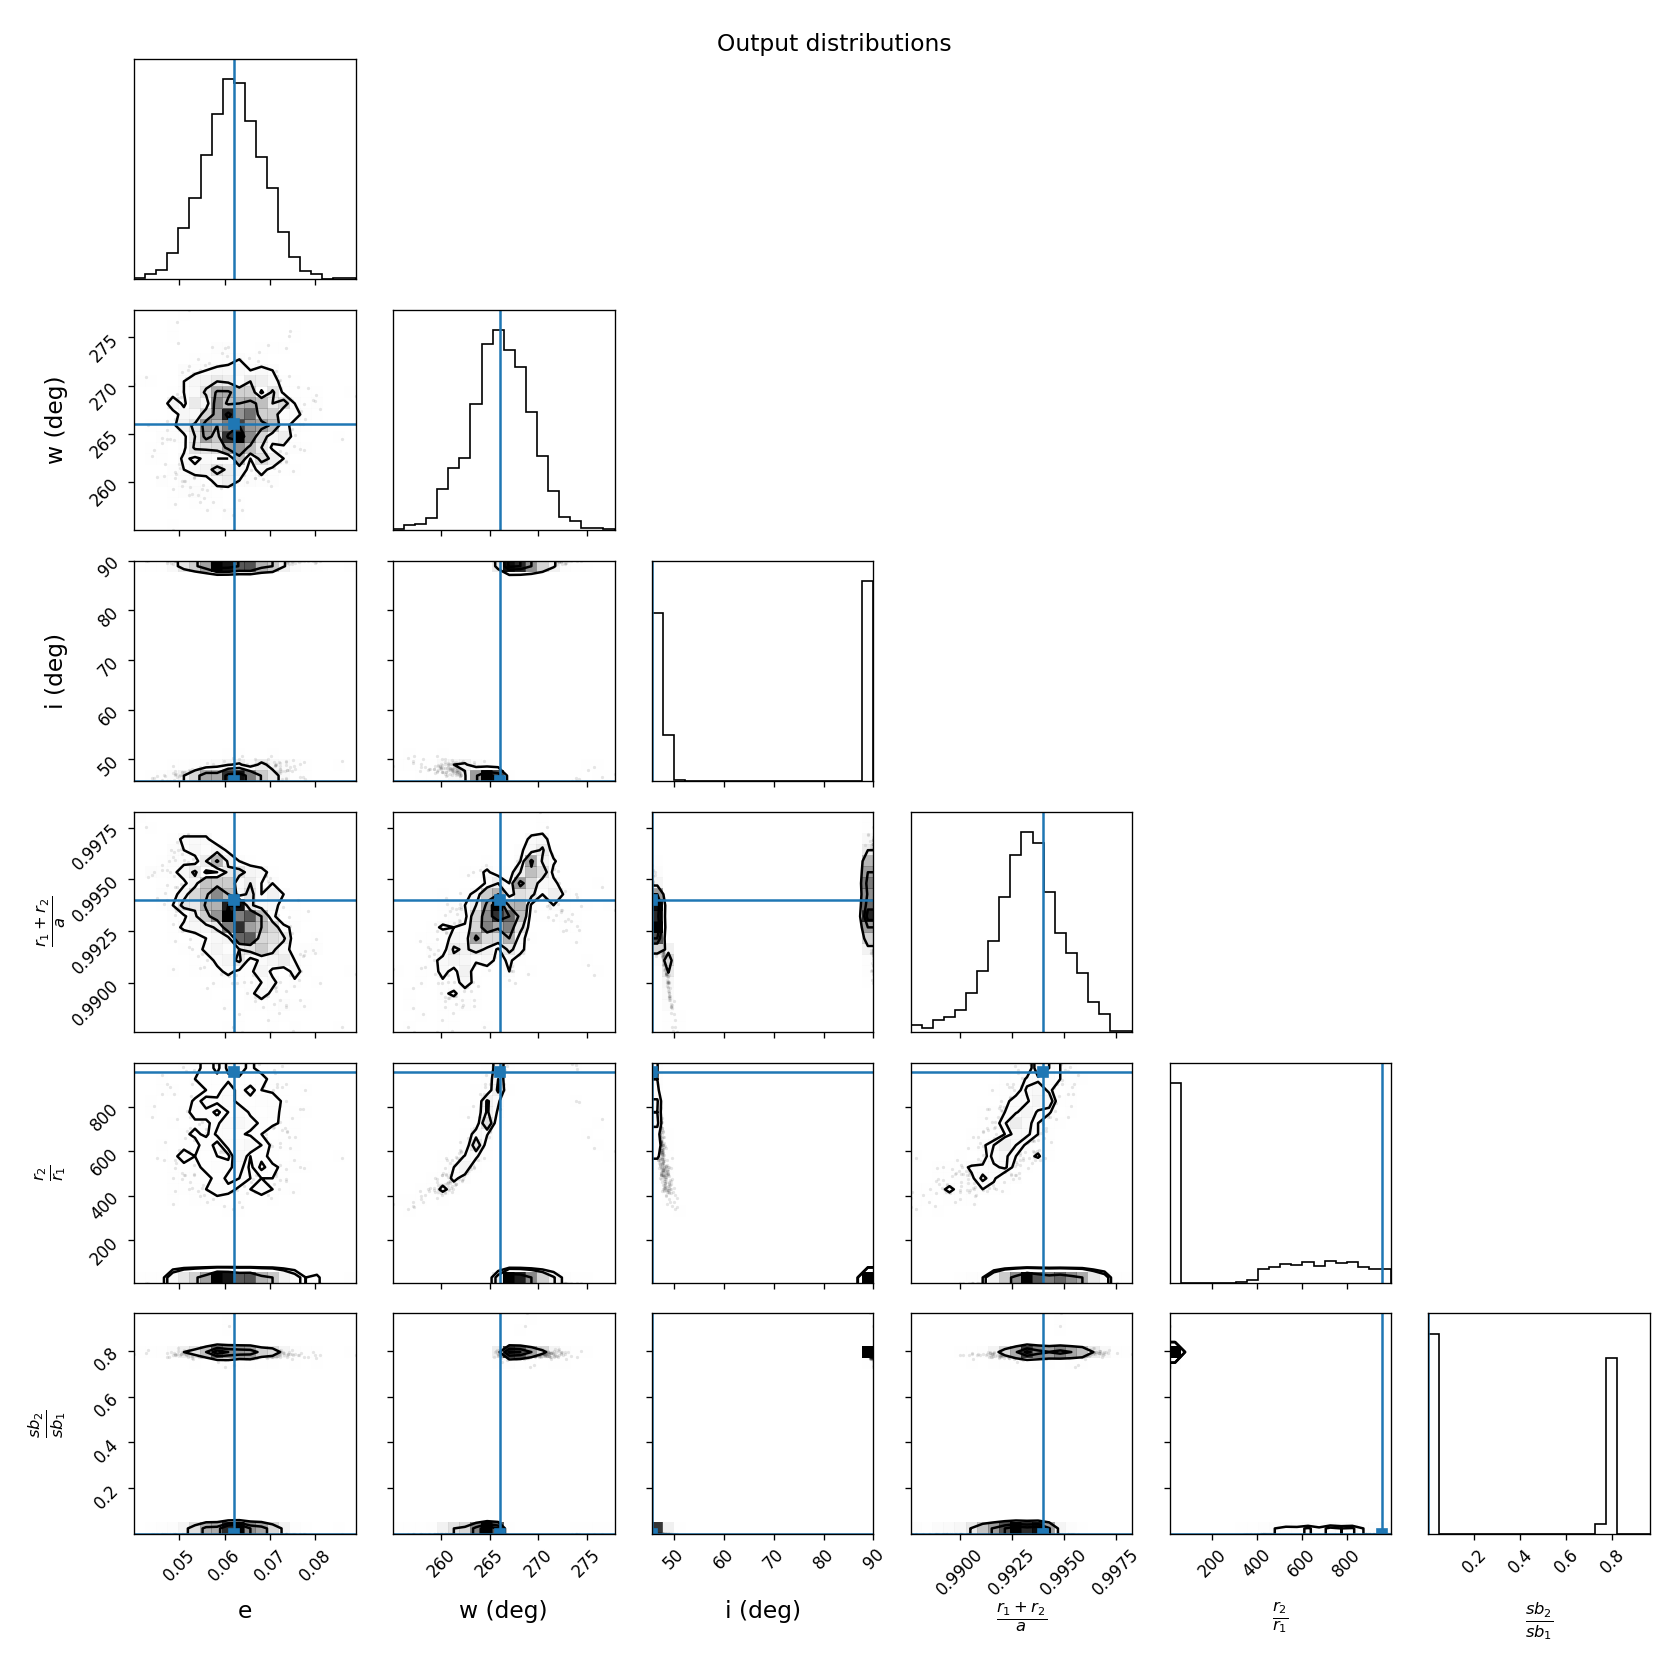 Output distributions
w (deg)
275
270
265
260
i (deg)
90
80
70
60
50
r₁ + r₂
a
0.9975
0.9950
0.9925
0.9900
r₂
r₁
800
600
400
200
sb₂
sb₁
0.8
0.6
0.4
0.2
0.05 0.06 0.07 0.08
260 265 270 275
50 60 70 80 90
0.9900 0.9925 0.9950 0.9975
200 400 600 800
0.2 0.4 0.6 0.8
e
w (deg)
i (deg)
r₁ + r₂
a
r₂
r₁
sb₂
sb₁